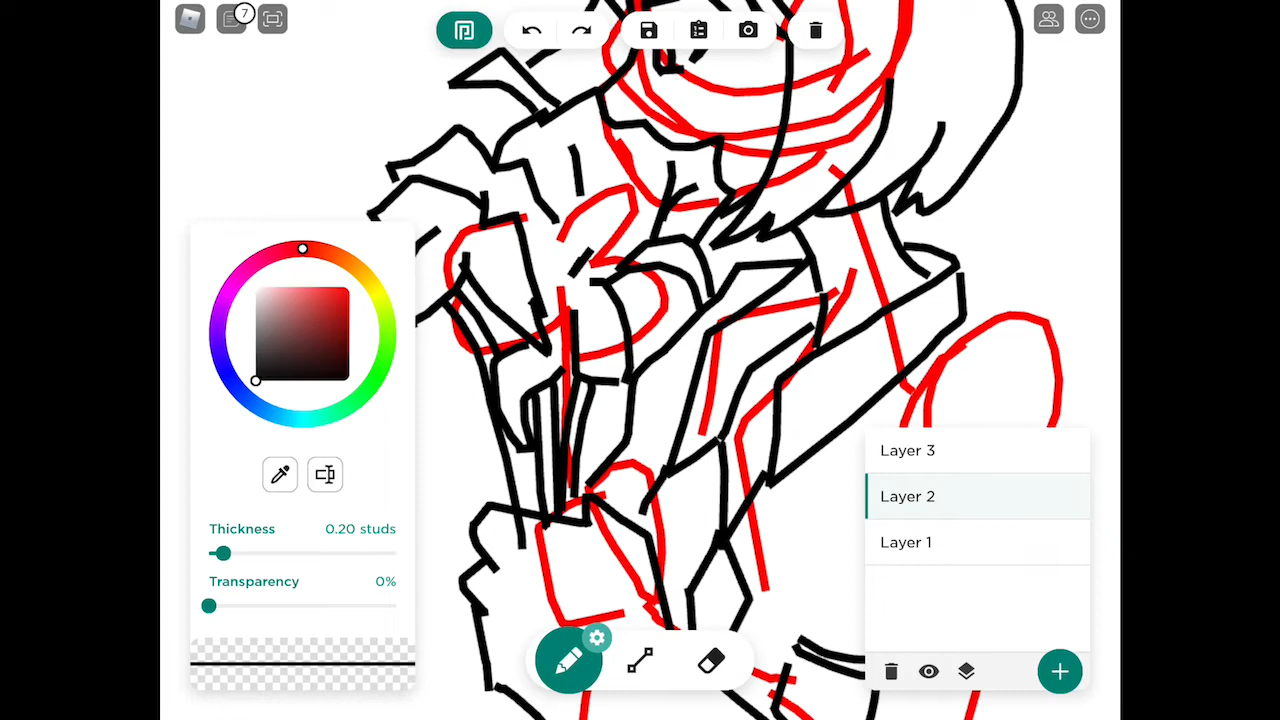 7
Thickness 0.20 studs
Transparency 0%
Layer 3
Layer 2
Layer 1